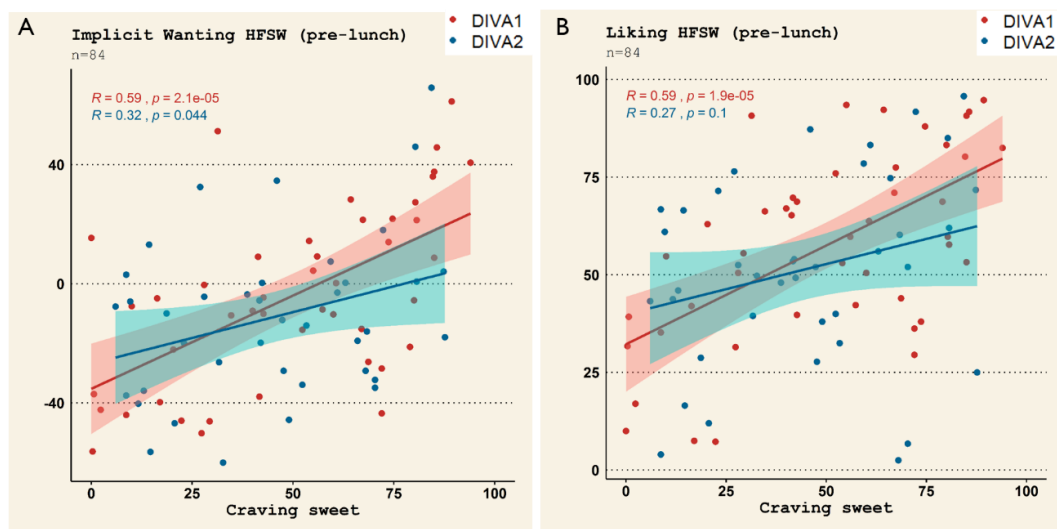 A
Implicit Wanting HFSW (pre-lunch)
n=84
DIVA1
DIVA2
R = 0.59 , p = 2.1e-05
R = 0.32 , p = 0.044
40
0
-40
0
25
50
75
100
Craving sweet
B
Liking HFSW (pre-lunch)
n=84
DIVA1
DIVA2
R = 0.59 , p = 1.9e-05
R = 0.27 , p = 0.1
100
75
50
25
0
0
25
50
75
100
Craving sweet